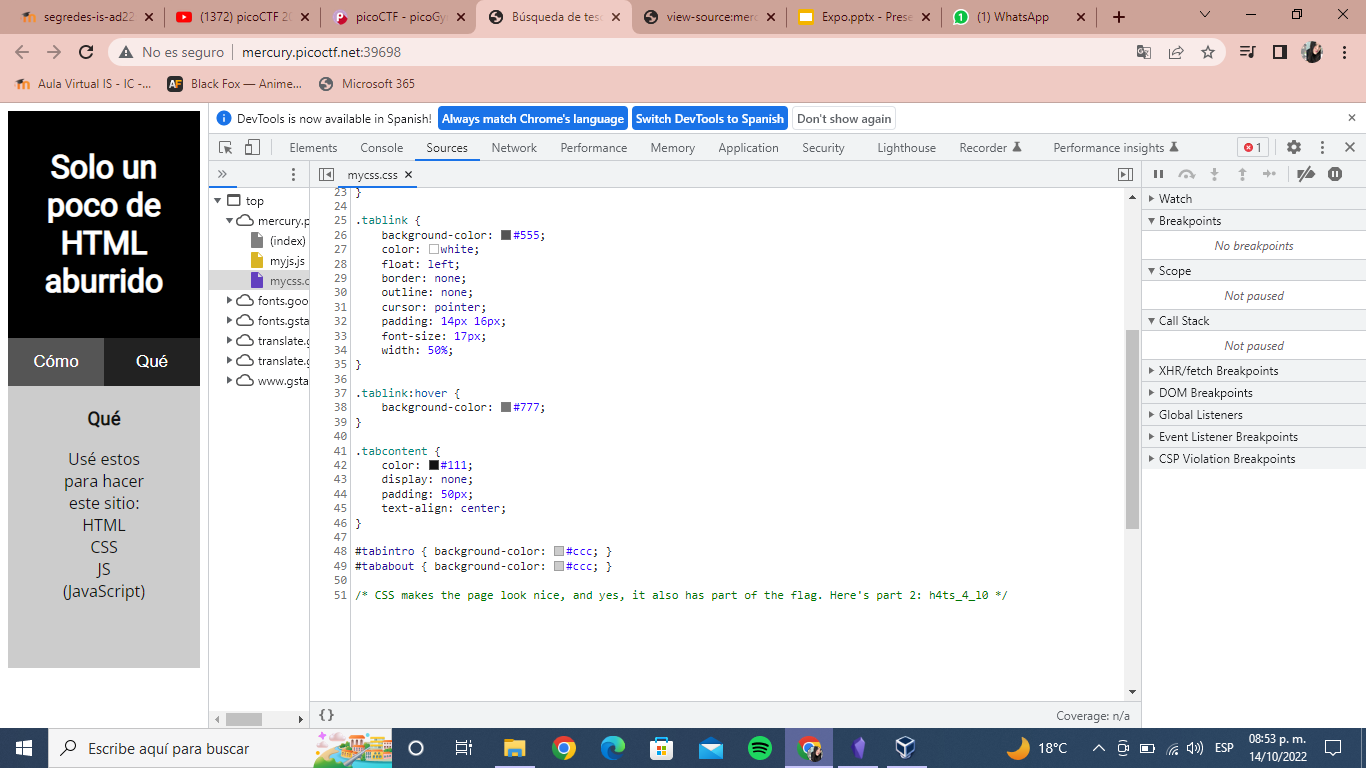 segredes-is-ad22
(1372) picoCTF 20
picoCTF - picoGy
Búsqueda de teso
view-source:merc
Expo.pptx - Prese
(1) WhatsApp
No es seguro
mercury.picoctf.net:39698
Aula Virtual IS - IC -...
AF Black Fox — Anime...
Microsoft 365
Solo un
poco de
HTML
aburrido
Cómo Qué
Qué
Usé estos
para hacer
este sitio:
HTML
CSS
JS
(JavaScript)
DevTools is now available in Spanish! Always match Chrome's language Switch DevTools to Spanish Don't show again
Elements Console Sources Network Performance Memory Application Security Lighthouse Recorder Performance insights 1
» mycss.css
top
mercury.p
(index)
myjs.js
mycss.c
fonts.goo
fonts.gsta
translate.g
translate.g
www.gsta
23 }
24
25 .tablink {
26 background-color: #555;
27 color: white;
28 float: left;
29 border: none;
30 outline: none;
31 cursor: pointer;
32 padding: 14px 16px;
33 font-size: 17px;
34 width: 50%;
35 }
36
37 .tablink:hover {
38 background-color: #777;
39 }
40
41 .tabcontent {
42 color: #111;
43 display: none;
44 padding: 50px;
45 text-align: center;
46 }
47
48 #tabintro { background-color: #ccc; }
49 #tababout { background-color: #ccc; }
50
51 /* CSS makes the page look nice, and yes, it also has part of the flag. Here's part 2: h4ts_4_l0 */
{ } Coverage: n/a
Watch
Breakpoints
No breakpoints
Scope
Not paused
Call Stack
Not paused
XHR/fetch Breakpoints
DOM Breakpoints
Global Listeners
Event Listener Breakpoints
CSP Violation Breakpoints
Escribe aquí para buscar
18°C
ESP
08:53 p. m.
14/10/2022